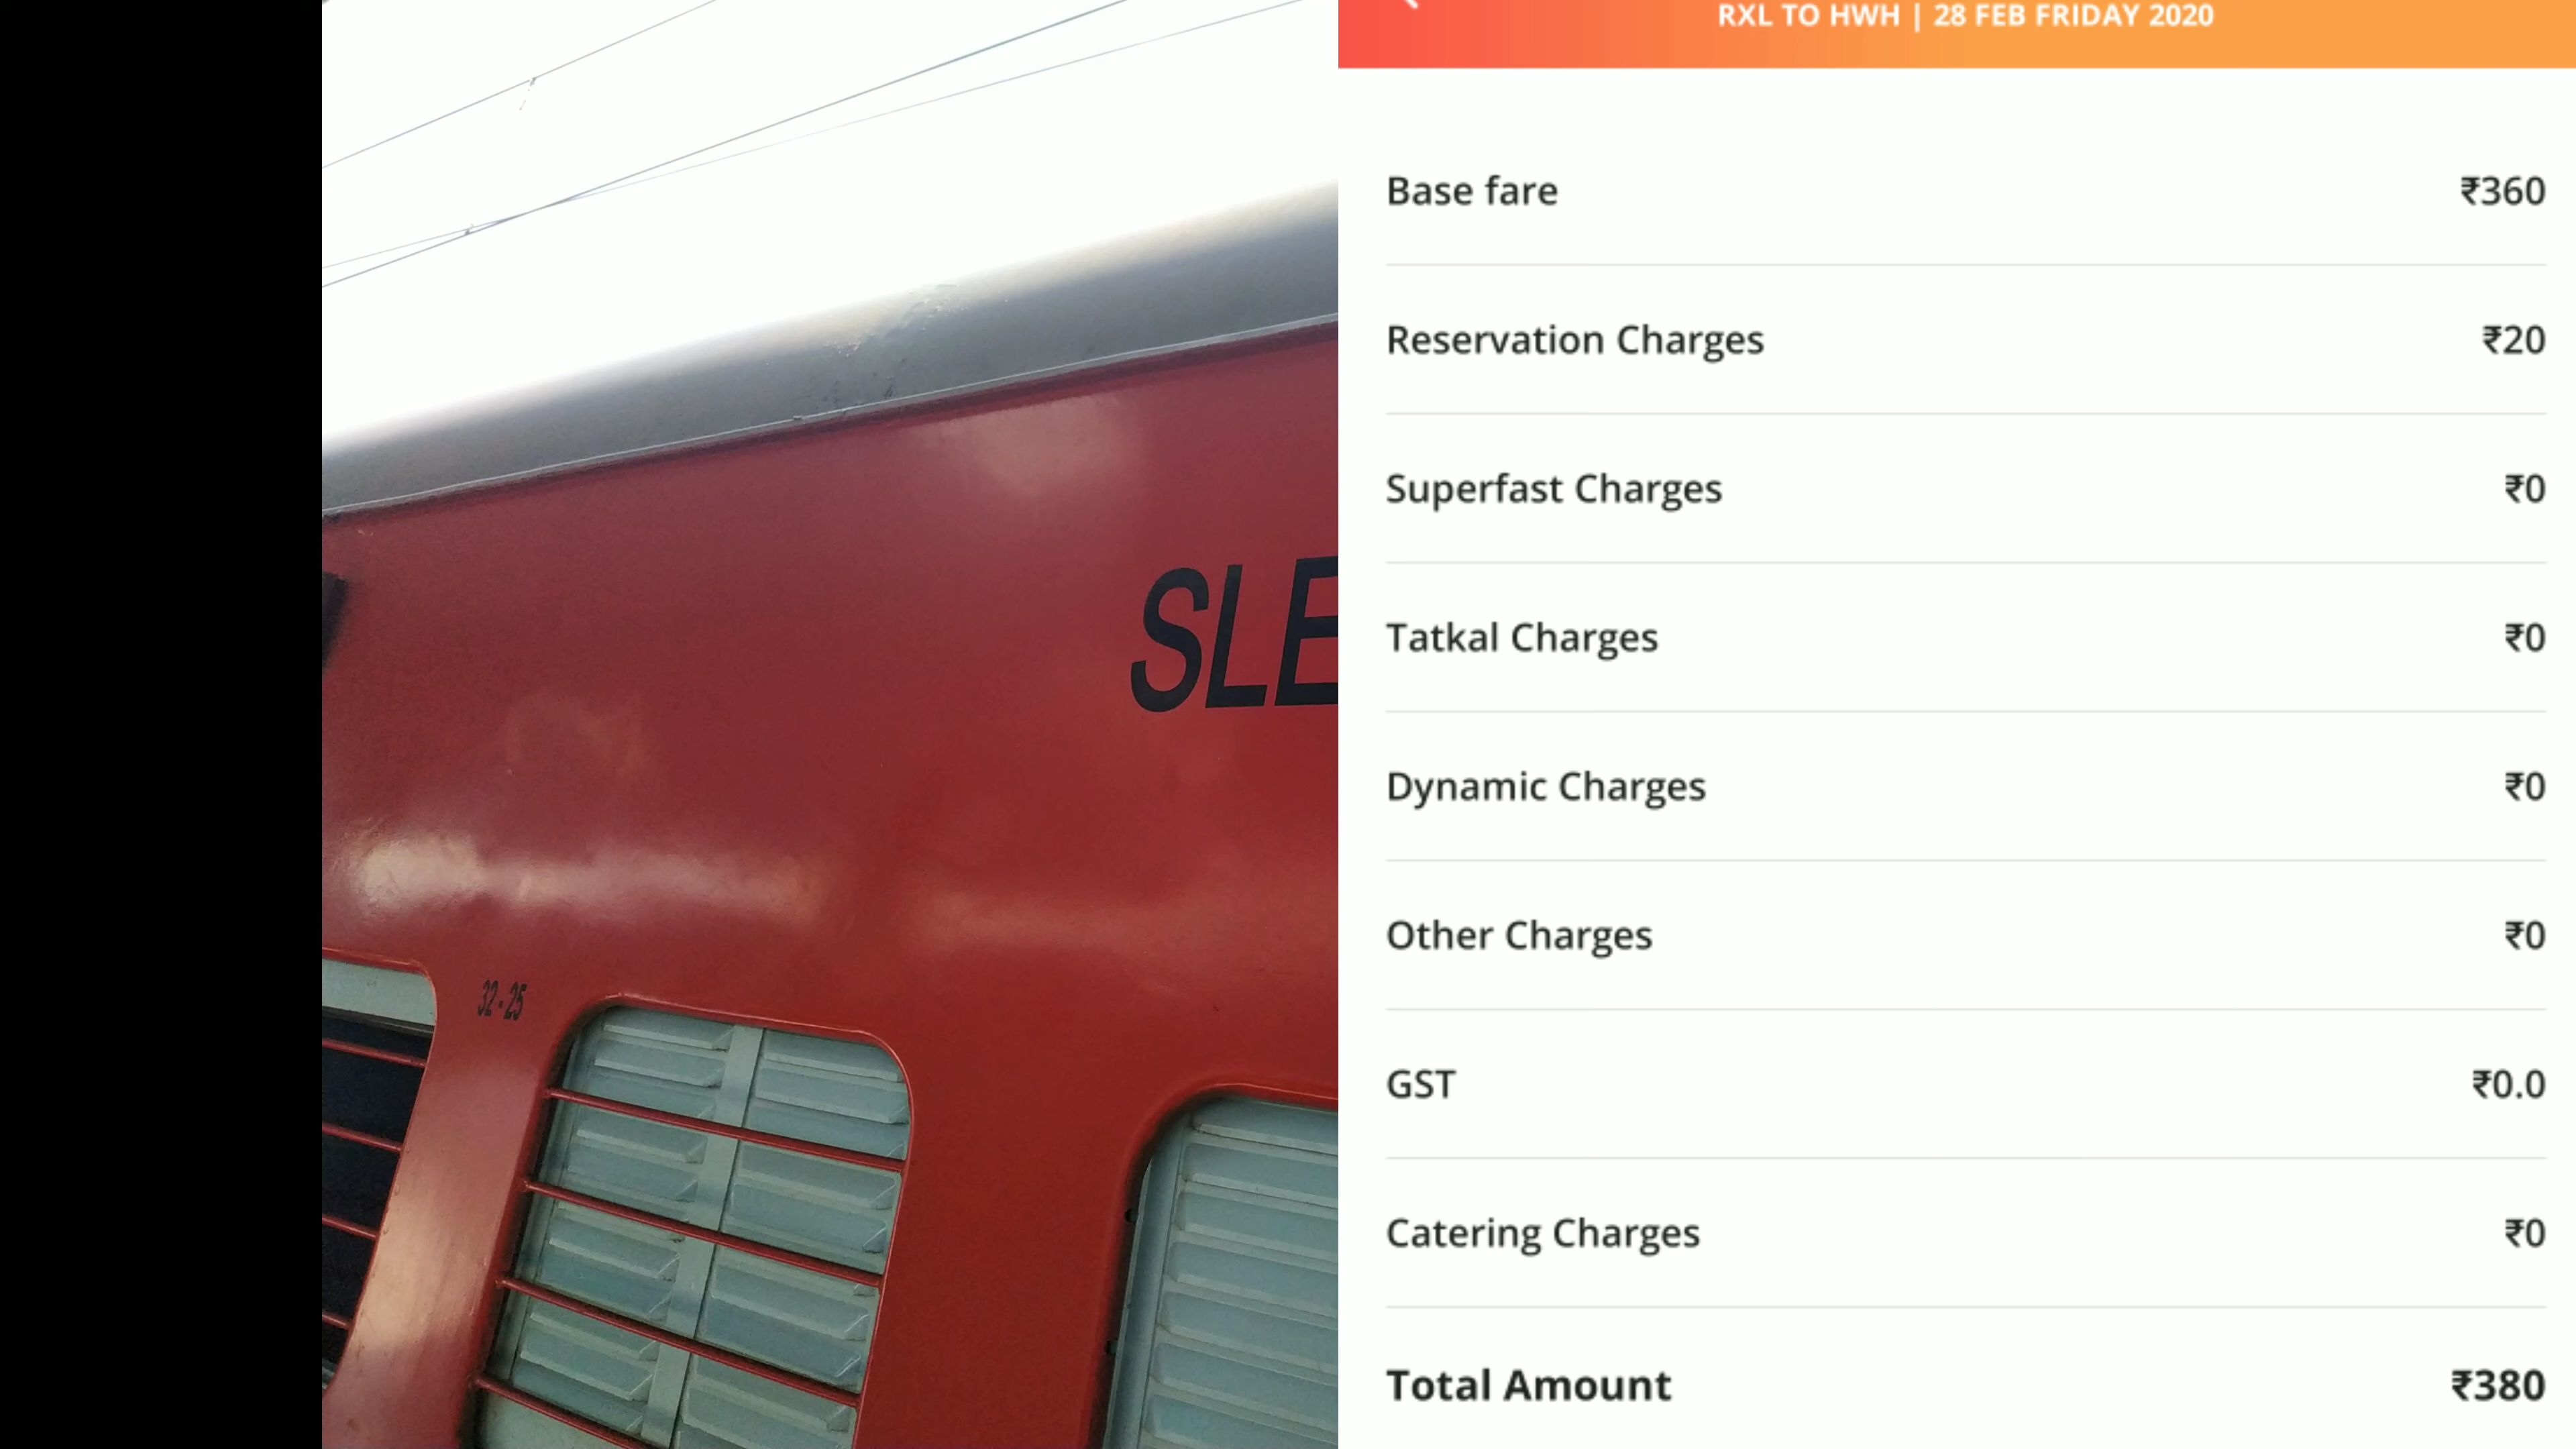 SLE
32-25
RXL TO HWH | 28 FEB FRIDAY 2020
Base fare ₹360
Reservation Charges ₹20
Superfast Charges ₹0
Tatkal Charges ₹0
Dynamic Charges ₹0
Other Charges ₹0
GST ₹0.0
Catering Charges ₹0
Total Amount ₹380